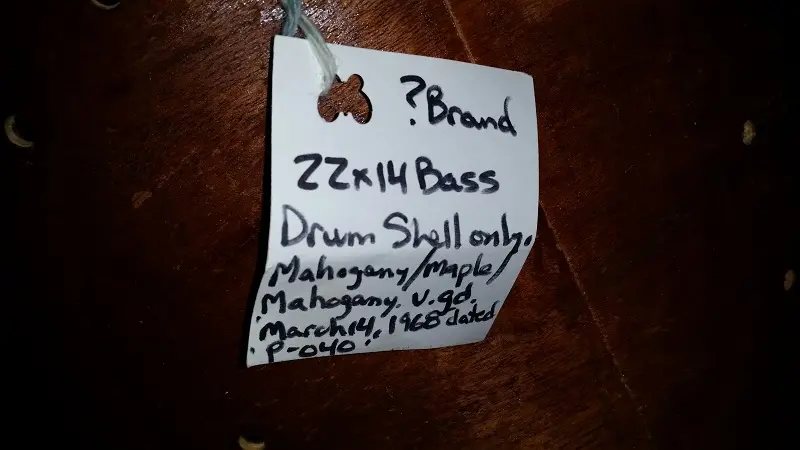 ?Brand
22x14 Bass
Drum Shell only.
Mahogany/maple/
Mahogany. v.gd.
March 14, 1968 dated
P-040